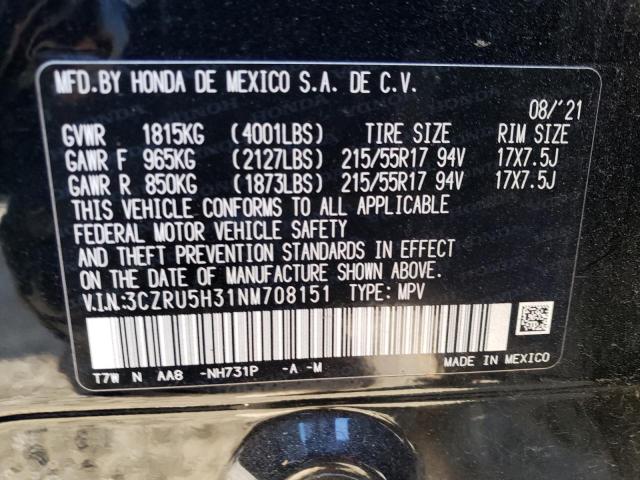 MFD.BY HONDA DE MEXICO S.A. DE C.V.
08/'21
GVWR 1815KG (4001LBS) TIRE SIZE RIM SIZE
GAWR F 965KG (2127LBS) 215/55R17 94V 17X7.5J
GAWR R 850KG (1873LBS) 215/55R17 94V 17X7.5J
THIS VEHICLE CONFORMS TO ALL APPLICABLE
FEDERAL MOTOR VEHICLE SAFETY
AND THEFT PREVENTION STANDARDS IN EFFECT
ON THE DATE OF MANUFACTURE SHOWN ABOVE.
V.I.N.:3CZRU5H31NM708151 TYPE: MPV
T7W N AA8 -NH731P -A -M
MADE IN MEXICO